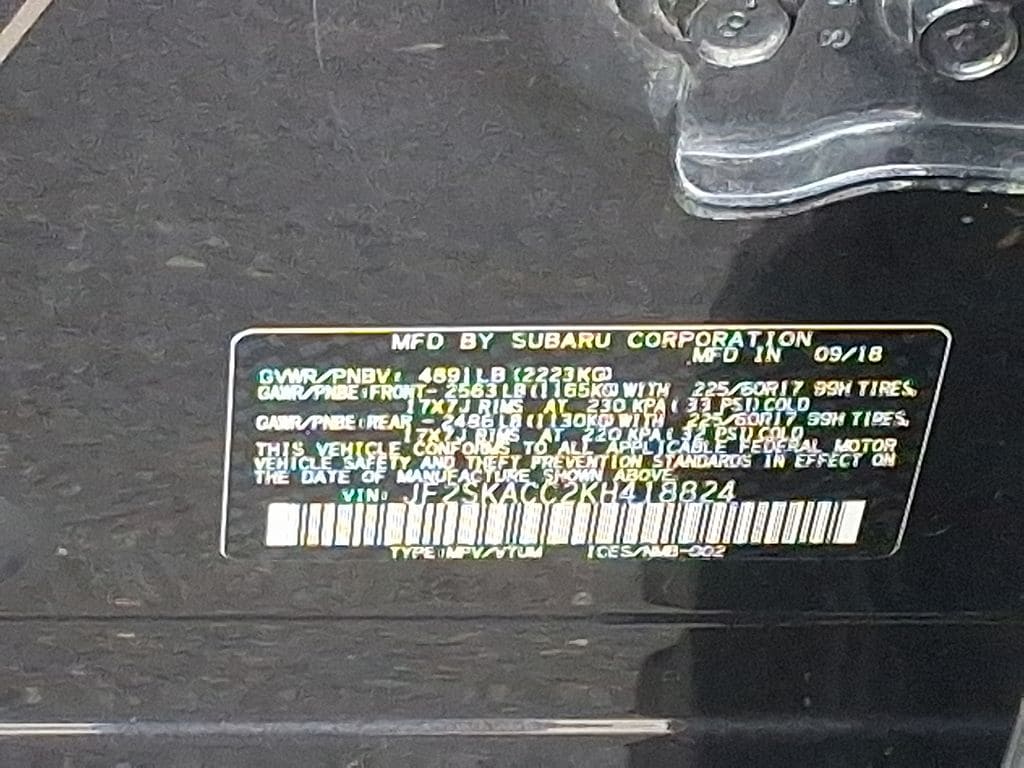 MFD BY SUBARU CORPORATION
MFD IN 09/18
GVWR/PNBV: 4891LB (2223KG)
GAWR/PNBE:FRONT- 2563LB(1165KG)WITH 225/60R17 99H TIRES,
17X7J RIMS AT 230 KPA( 33 PSI)COLD
GAWR/PNBE:REAR - 2486LB(1130KG)WITH 225/60R17 99H TIRES,
17X7J RIMS AT 220 KPA( 32 PSI)COLD
THIS VEHICLE CONFORMS TO ALL APPLICABLE FEDERAL MOTOR
VEHICLE SAFETY AND THEFT PREVENTION STANDARDS IN EFFECT ON
THE DATE OF MANUFACTURE SHOWN ABOVE.
VIN: JF2SKACC2KH418824
TYPE:MPV/VTUM ICES/NMB-002